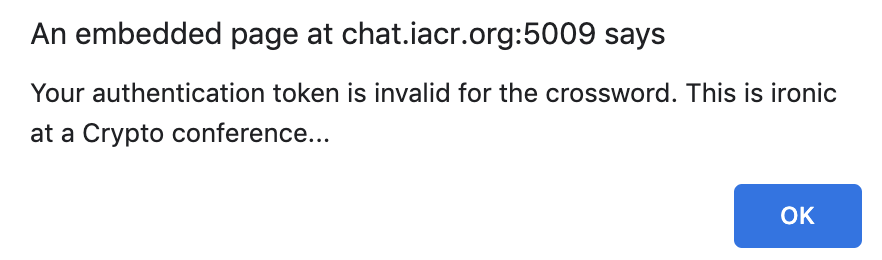 An embedded page at chat.iacr.org:5009 says
Your authentication token is invalid for the crossword. This is ironic
at a Crypto conference...
OK